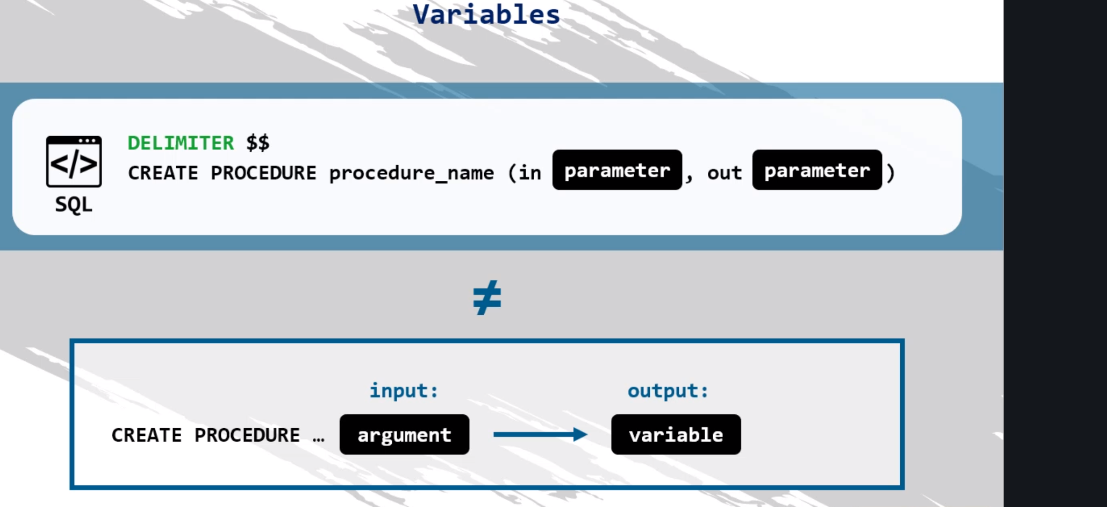 Variables
DELIMITER $$
CREATE PROCEDURE procedure_name (in parameter, out parameter)
</>
SQL
≠
input: output:
CREATE PROCEDURE … argument variable